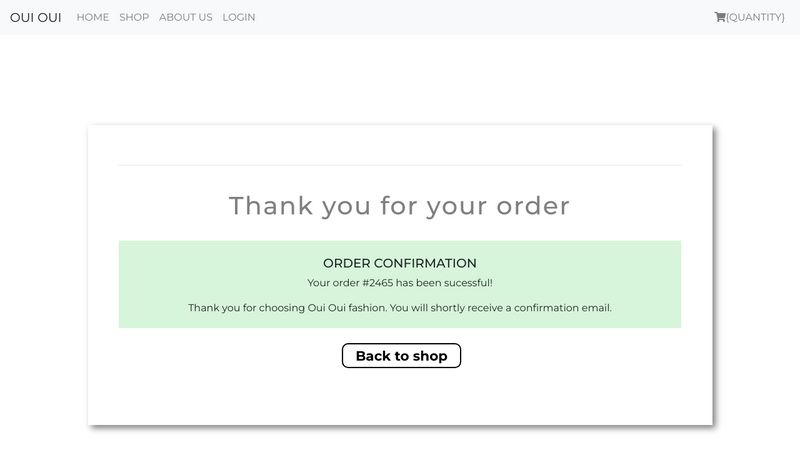 OUI OUI HOME SHOP ABOUT US LOGIN {QUANTITY}
Thank you for your order
ORDER CONFIRMATION
Your order #2465 has been sucessful!
Thank you for choosing Oui Oui fashion. You will shortly receive a confirmation email.
Back to shop